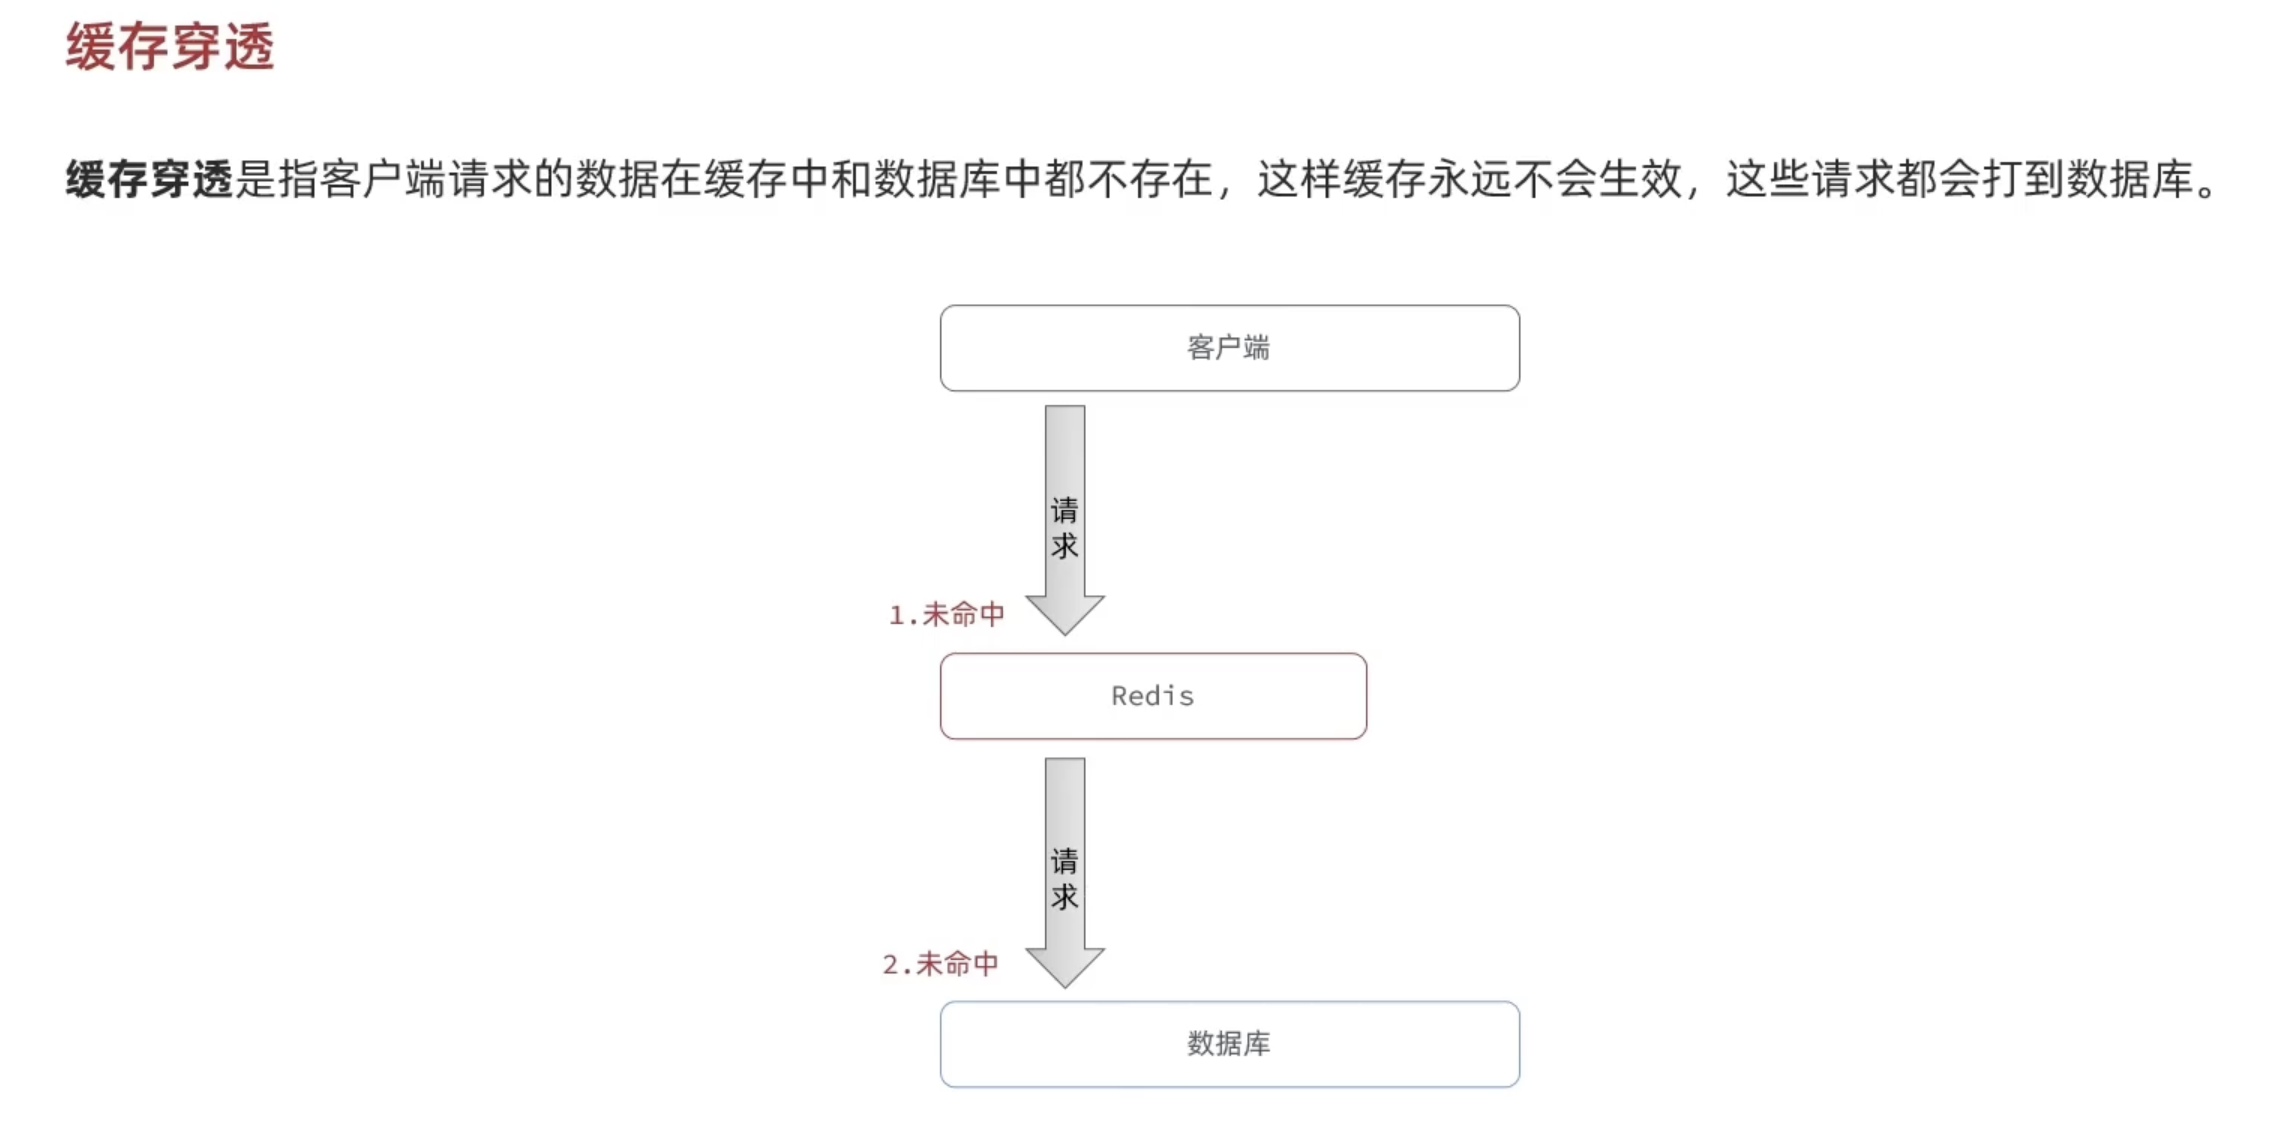 缓存穿透
缓存穿透是指客户端请求的数据在缓存中和数据库中都不存在，这样缓存永远不会生效，这些请求都会打到数据库。
客户端
请
求
1.未命中
Redis
请
求
2.未命中
数据库